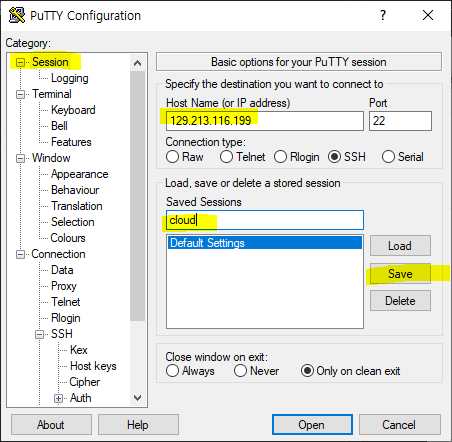 PuTTY Configuration
Category:
Session
Logging
Terminal
Keyboard
Bell
Features
Window
Appearance
Behaviour
Translation
Selection
Colours
Connection
Data
Proxy
Telnet
Rlogin
SSH
Kex
Host keys
Cipher
Auth
Basic options for your PuTTY session
Specify the destination you want to connect to
Host Name (or IP address) Port
129.213.116.199 22
Connection type:
Raw Telnet Rlogin SSH Serial
Load, save or delete a stored session
Saved Sessions
cloud
Default Settings
Load
Save
Delete
Close window on exit:
Always Never Only on clean exit
About Help Open Cancel